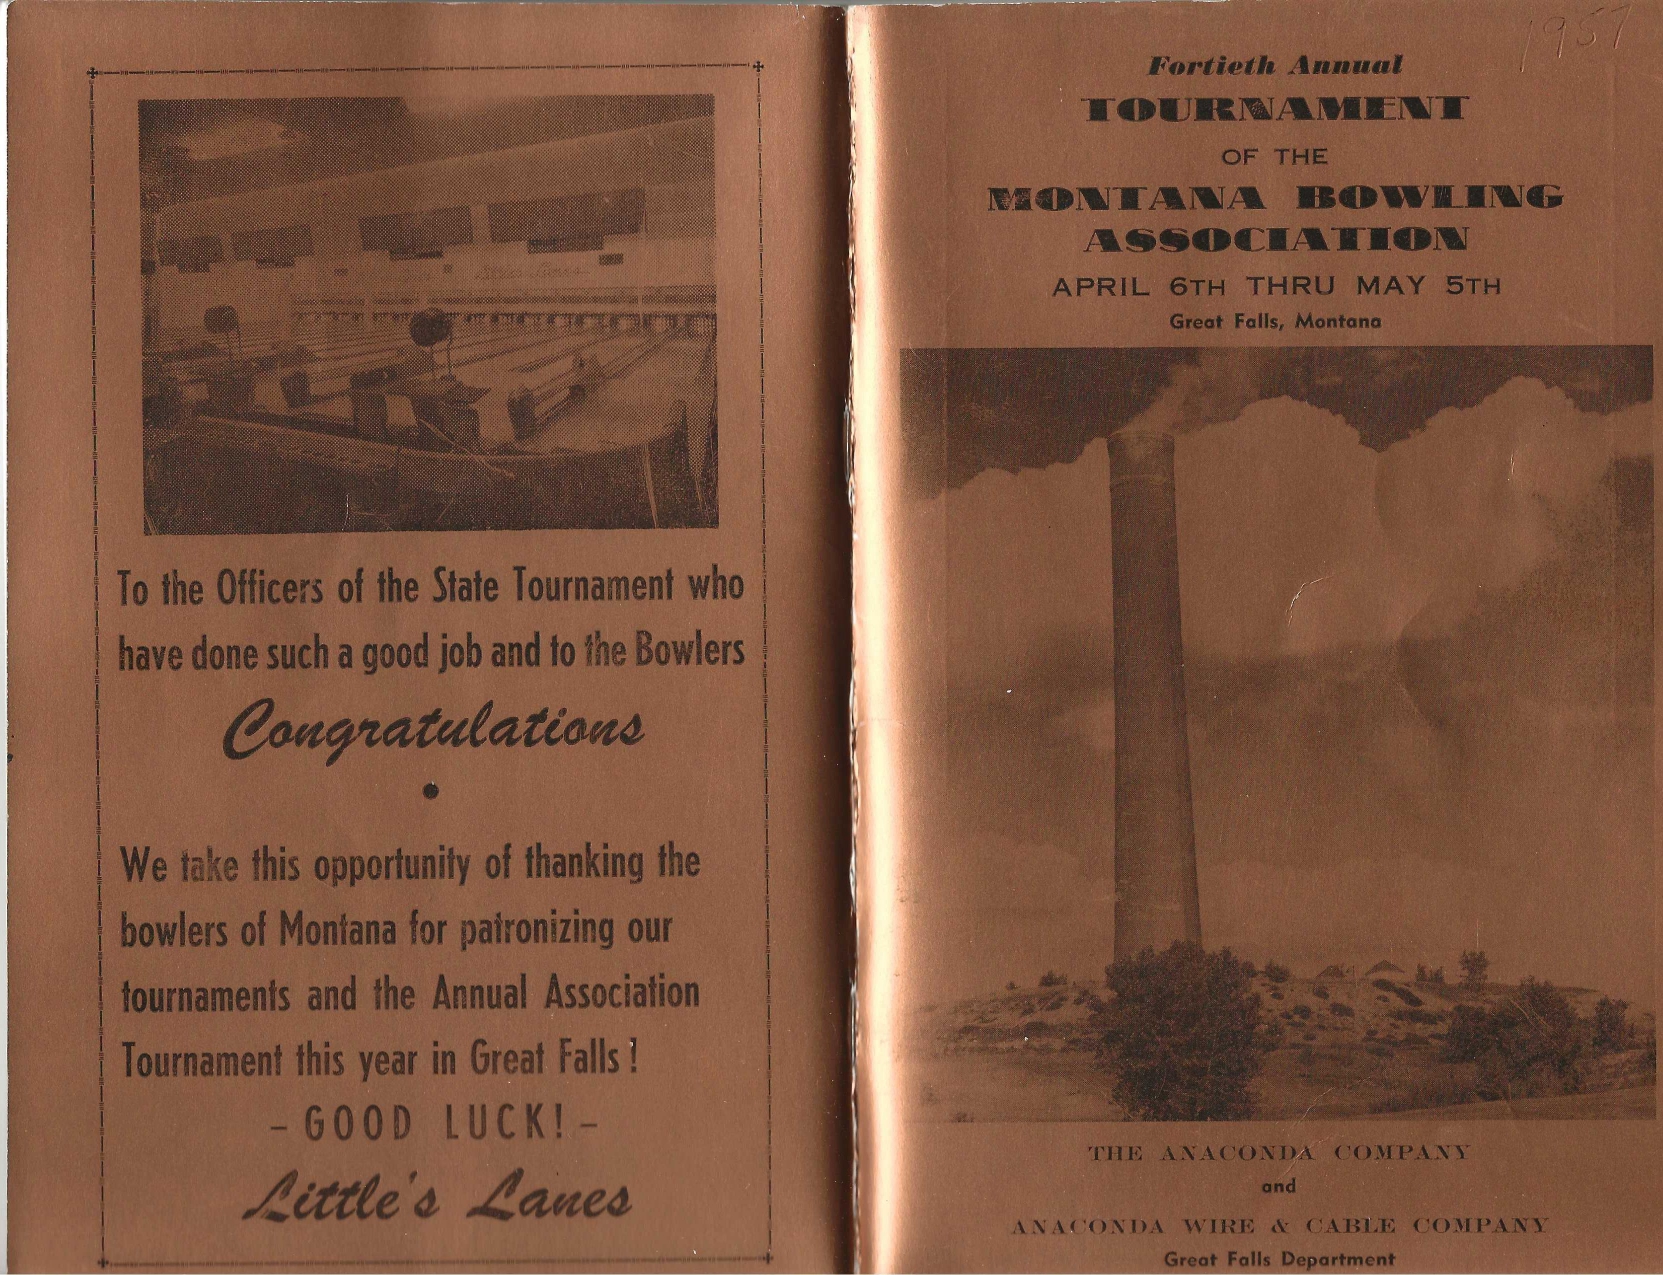 To the Officers of the State Tournament who
have done such a good job and to the Bowlers
Congratulations
We take this opportunity of thanking the
bowlers of Montana for patronizing our
tournaments and the Annual Association
Tournament this year in Great Falls!
- GOOD LUCK! -
Little's Lanes
1957
Fortieth Annual
TOURNAMENT
OF THE
MONTANA BOWLING
ASSOCIATION
APRIL 6TH THRU MAY 5TH
Great Falls, Montana
THE ANACONDA COMPANY
and
ANACONDA WIRE & CABLE COMPANY
Great Falls Department